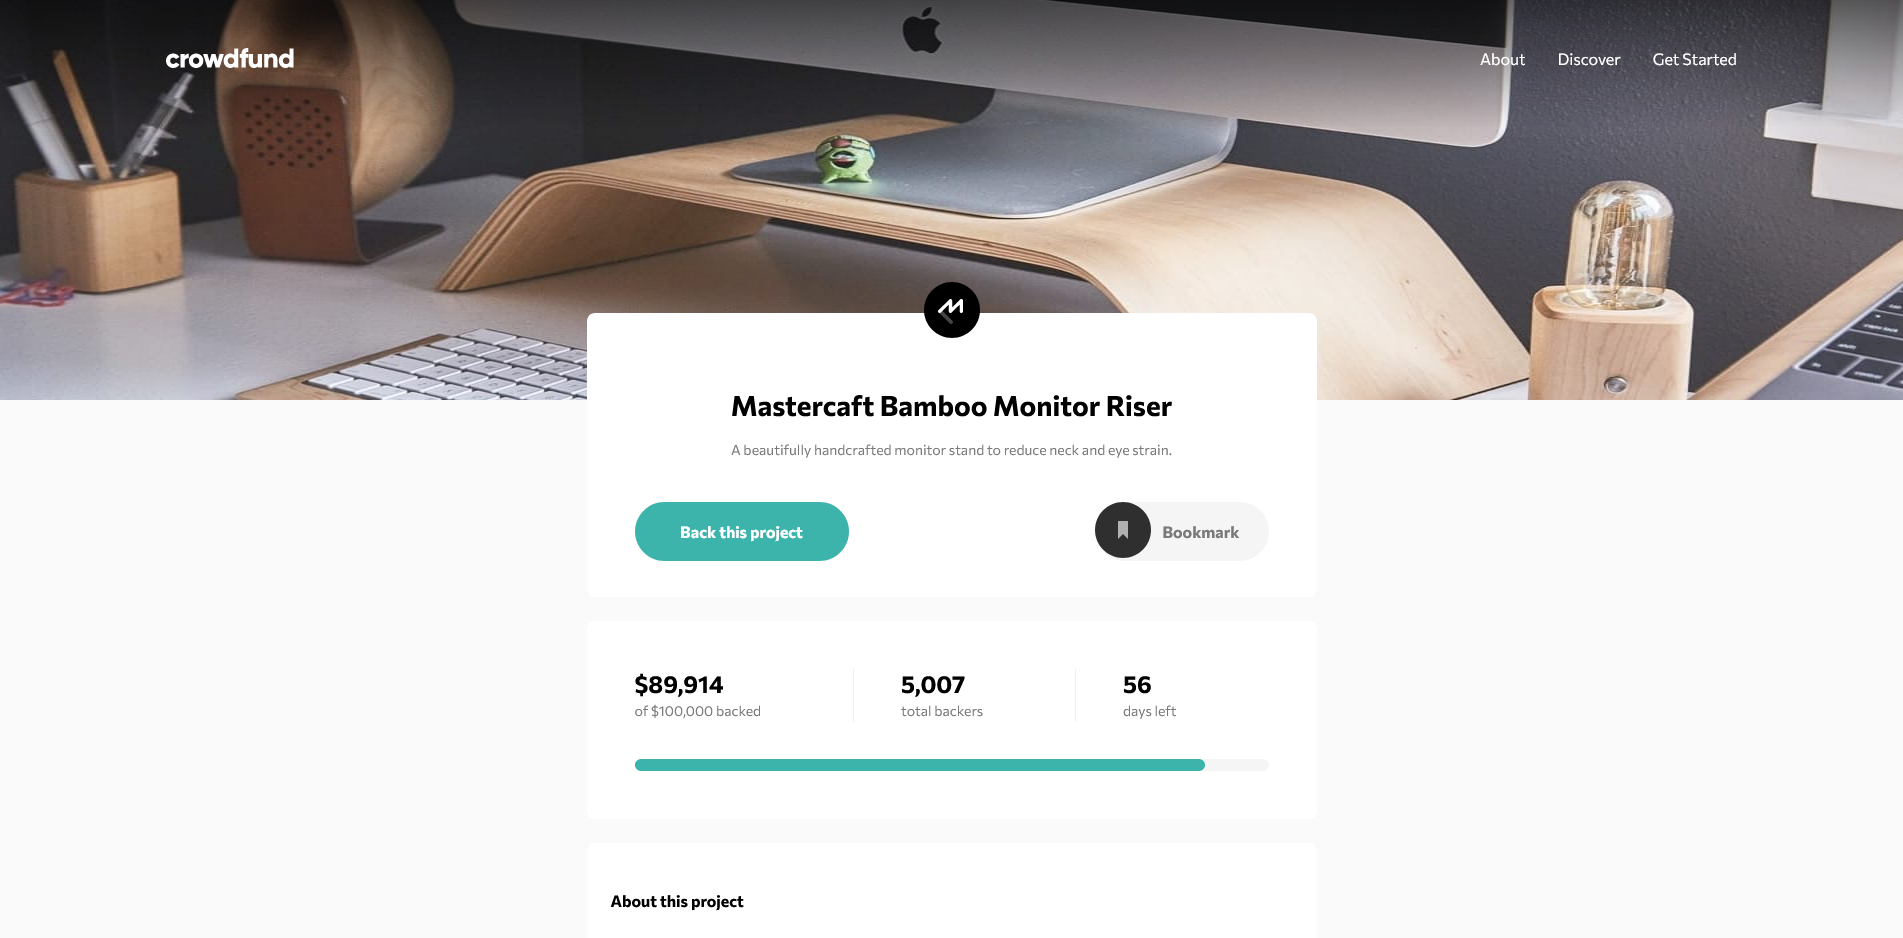 crowdfund
About Discover Get Started
Mastercaft Bamboo Monitor Riser
A beautifully handcrafted monitor stand to reduce neck and eye strain.
Back this project
Bookmark
$89,914
of $100,000 backed
5,007
total backers
56
days left
About this project